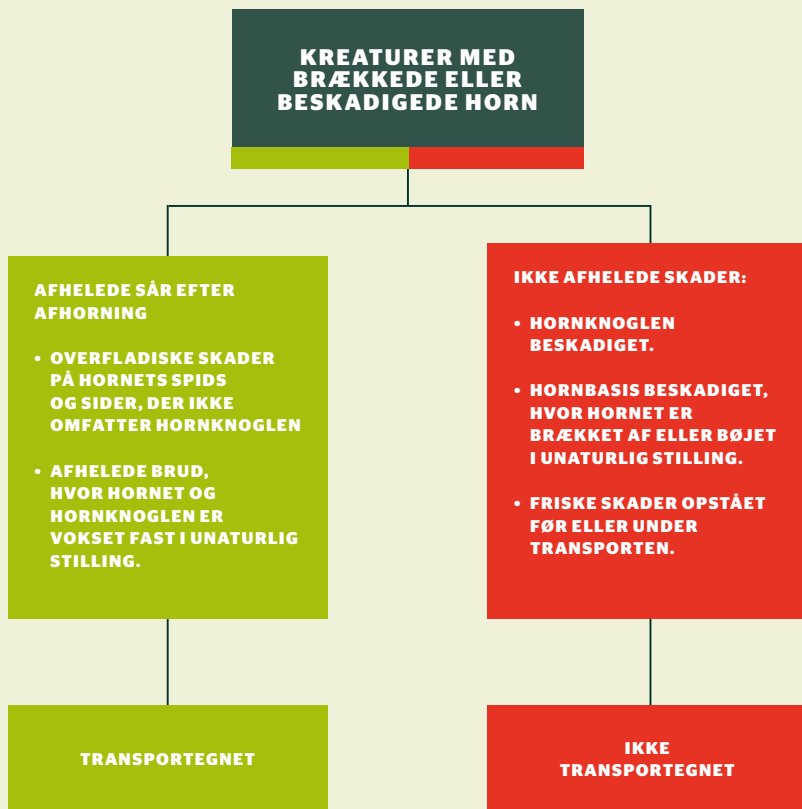 KREATURER MED
BRÆKKEDE ELLER
BESKADIGEDE HORN
AFHELEDE SÅR EFTER
AFHORNING
• OVERFLADISKE SKADER
PÅ HORNETS SPIDS
OG SIDER, DER IKKE
OMFATTER HORNKNOGLEN
• AFHELEDE BRUD,
HVOR HORNET OG
HORNKNOGLEN ER
VOKSET FAST I UNATURLIG
STILLING.
IKKE AFHELEDE SKADER:
• HORNKNOGLEN
BESKADIGET.
• HORNBASIS BESKADIGET,
HVOR HORNET ER
BRÆKKET AF ELLER BØJET
I UNATURLIG STILLING.
• FRISKE SKADER OPSTÅET
FØR ELLER UNDER
TRANSPORTEN.
TRANSPORTEGNET
IKKE
TRANSPORTEGNET